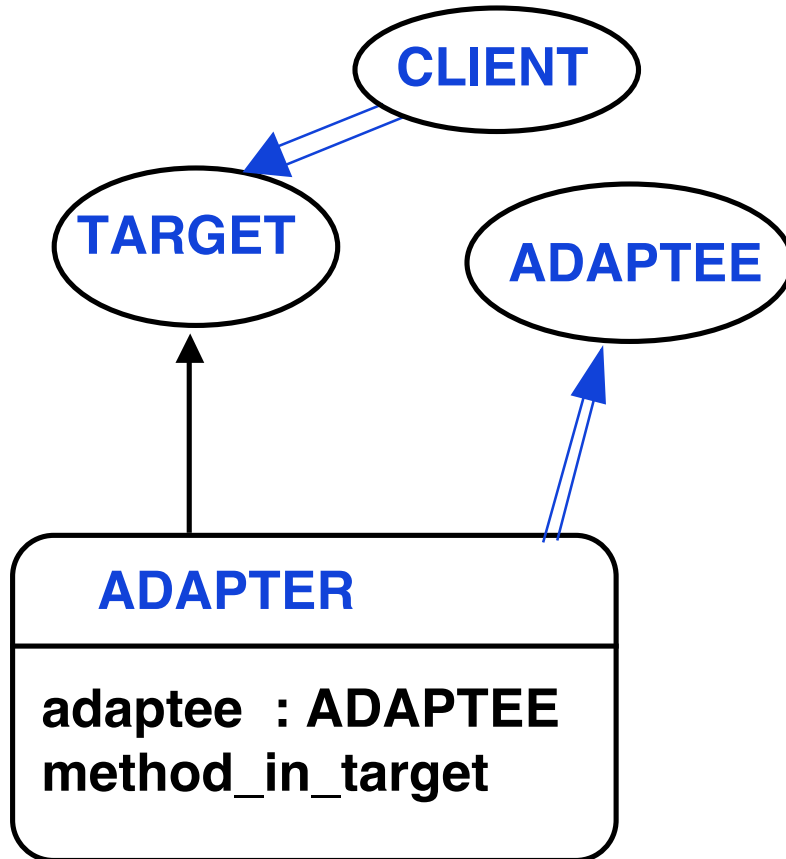 CLIENT
TARGET
ADAPTEE
ADAPTER
adaptee : ADAPTEE
method_in_target